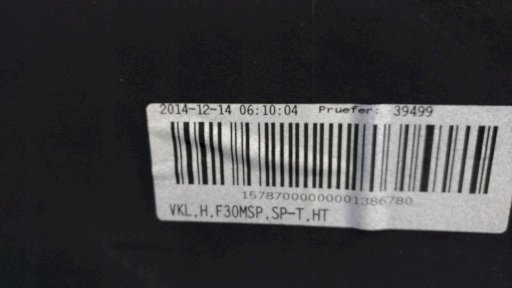 2014-12-14 06:10:04 Pruefer: 39499
15787000000001386780
VKL.H.F30MSP.SP-T.HT